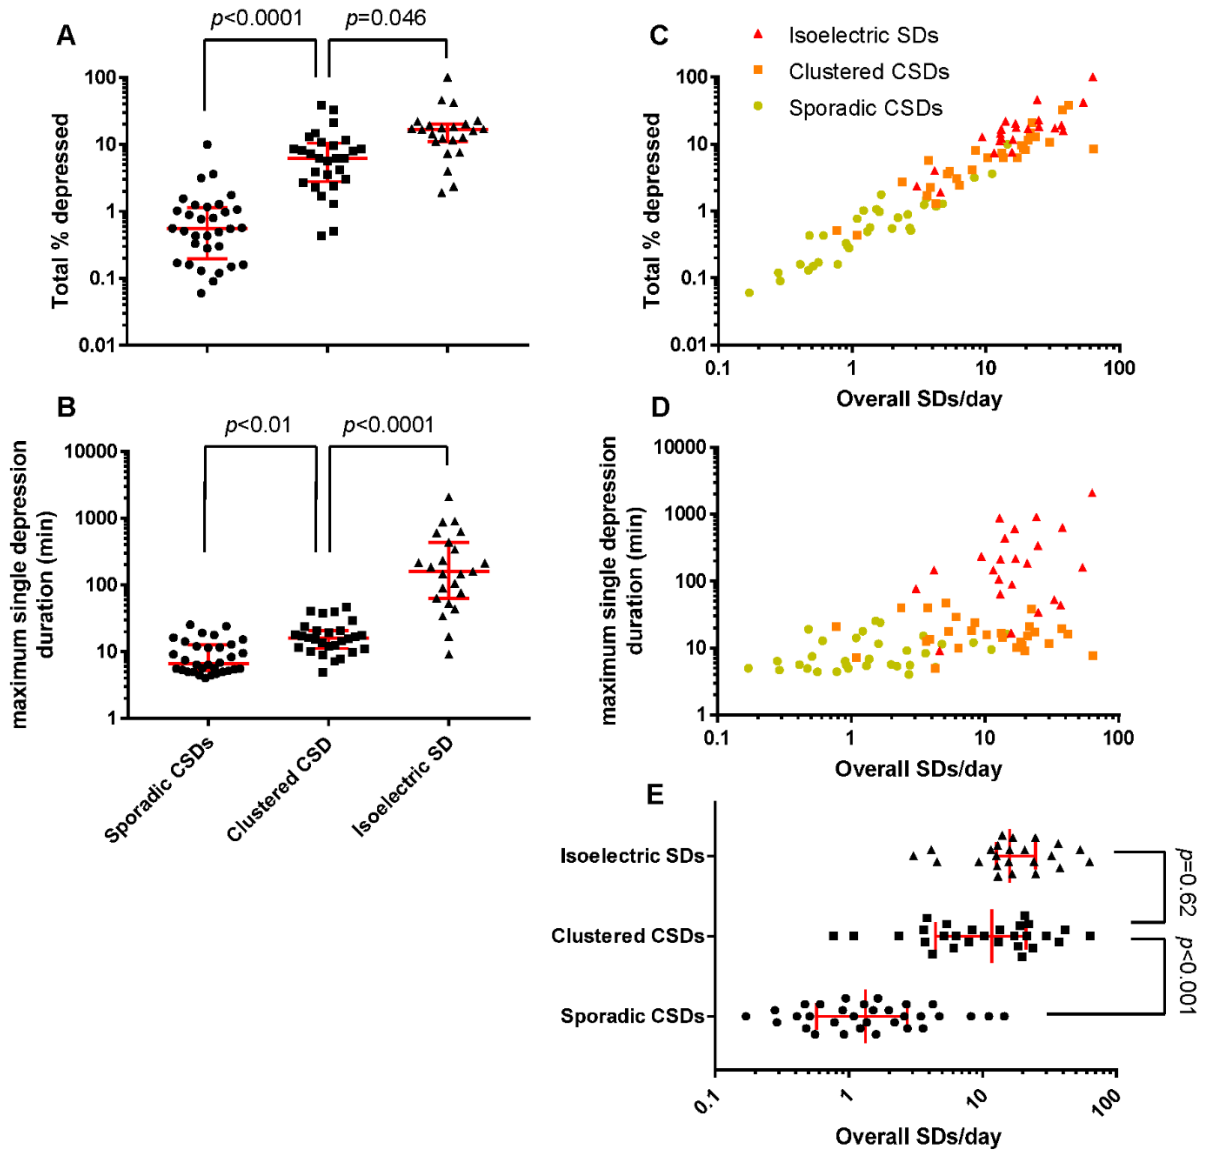 A
p<0.0001
p=0.046
Total % depressed
100
10
1
0.1
0.01
B
p<0.01
p<0.0001
maximum single depression
duration (min)
10000
1000
100
10
1
Sporadic CSDs
Clustered CSD
Isoelectric SD
C
Isoelectric SDs
Clustered CSDs
Sporadic CSDs
Total % depressed
100
10
1
0.1
0.01
0.1
1
10
100
Overall SDs/day
D
maximum single depression
duration (min)
10000
1000
100
10
1
0.1
1
10
100
Overall SDs/day
E
Isoelectric SDs
Clustered CSDs
Sporadic CSDs
p=0.62
p<0.001
0.1
1
10
100
Overall SDs/day